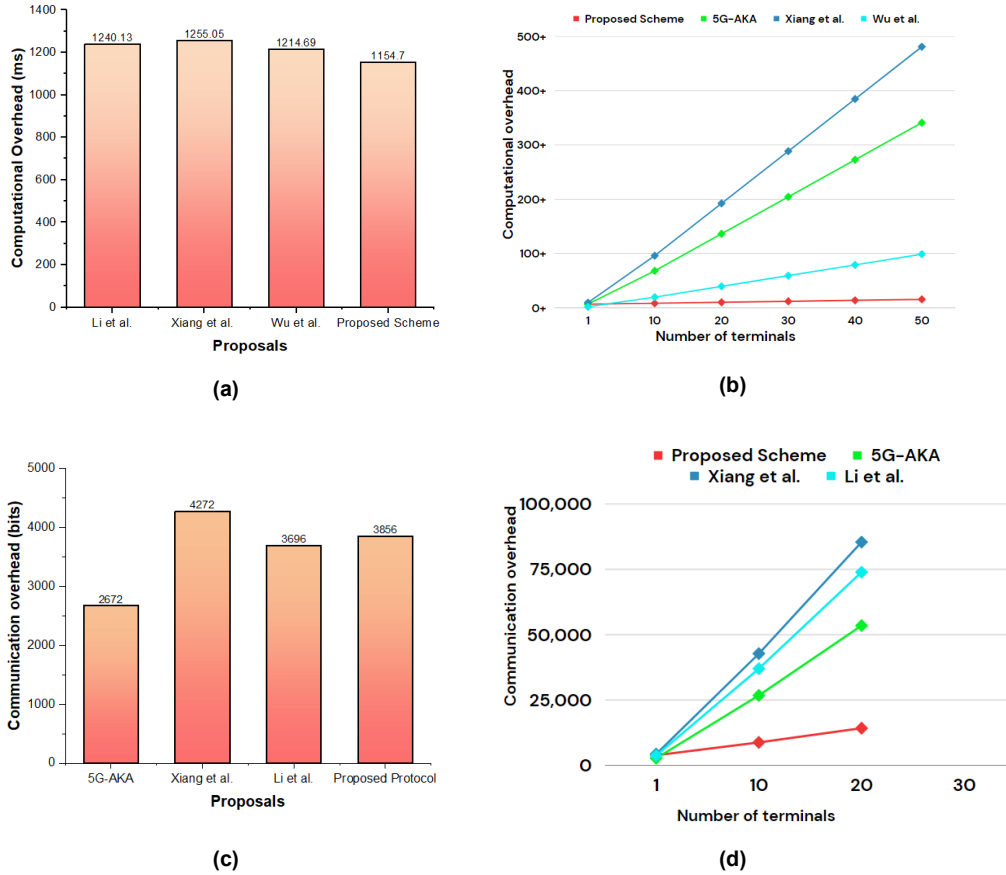 1400
1200
1000
800
600
400
200
0
Computational Overhead (ms)
1240.13
1255.05
1214.69
1154.7
Li et al. Xiang et al. Wu et al. Proposed Scheme
Proposals
(a)
Proposed Scheme 5G-AKA Xiang et al. Wu et al.
500+
400+
300+
200+
100+
0+
Computational overhead
1 10 20 30 40 50
Number of terminals
(b)
5000
4000
3000
2000
1000
0
Communication overhead (bits)
2672
4272
3696
3856
5G-AKA Xiang et al. Li et al. Proposed Protocol
Proposals
(c)
Proposed Scheme 5G-AKA
Xiang et al. Li et al.
100,000
75,000
50,000
25,000
0
Communication overhead
1 10 20 30
Number of terminals
(d)